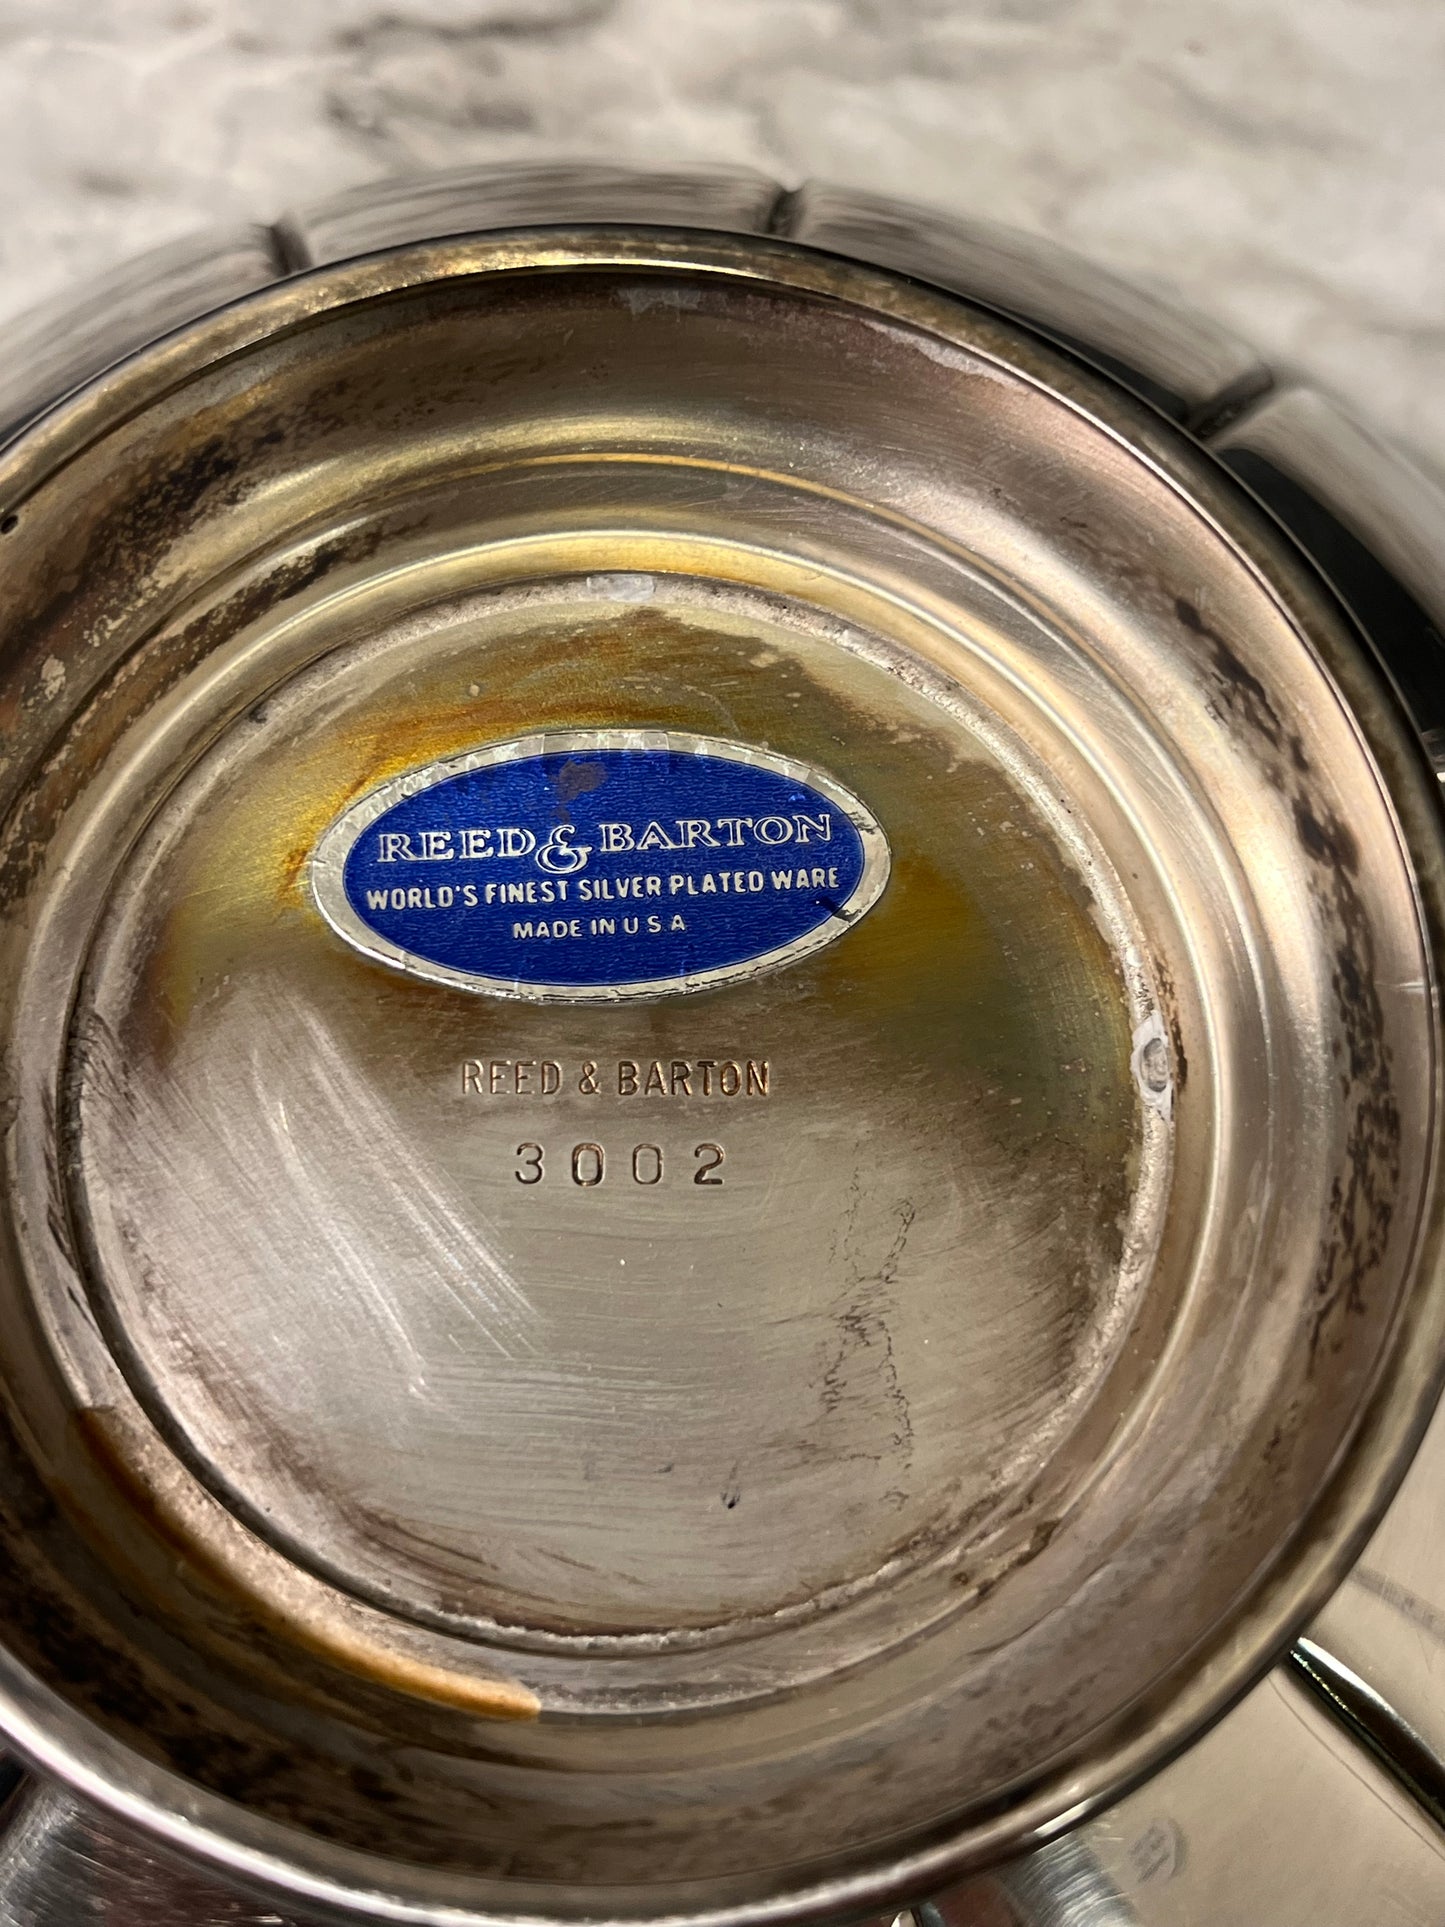 REED & BARTON
WORLD'S FINEST SILVER PLATED WARE
MADE IN U S A
REED & BARTON
3002